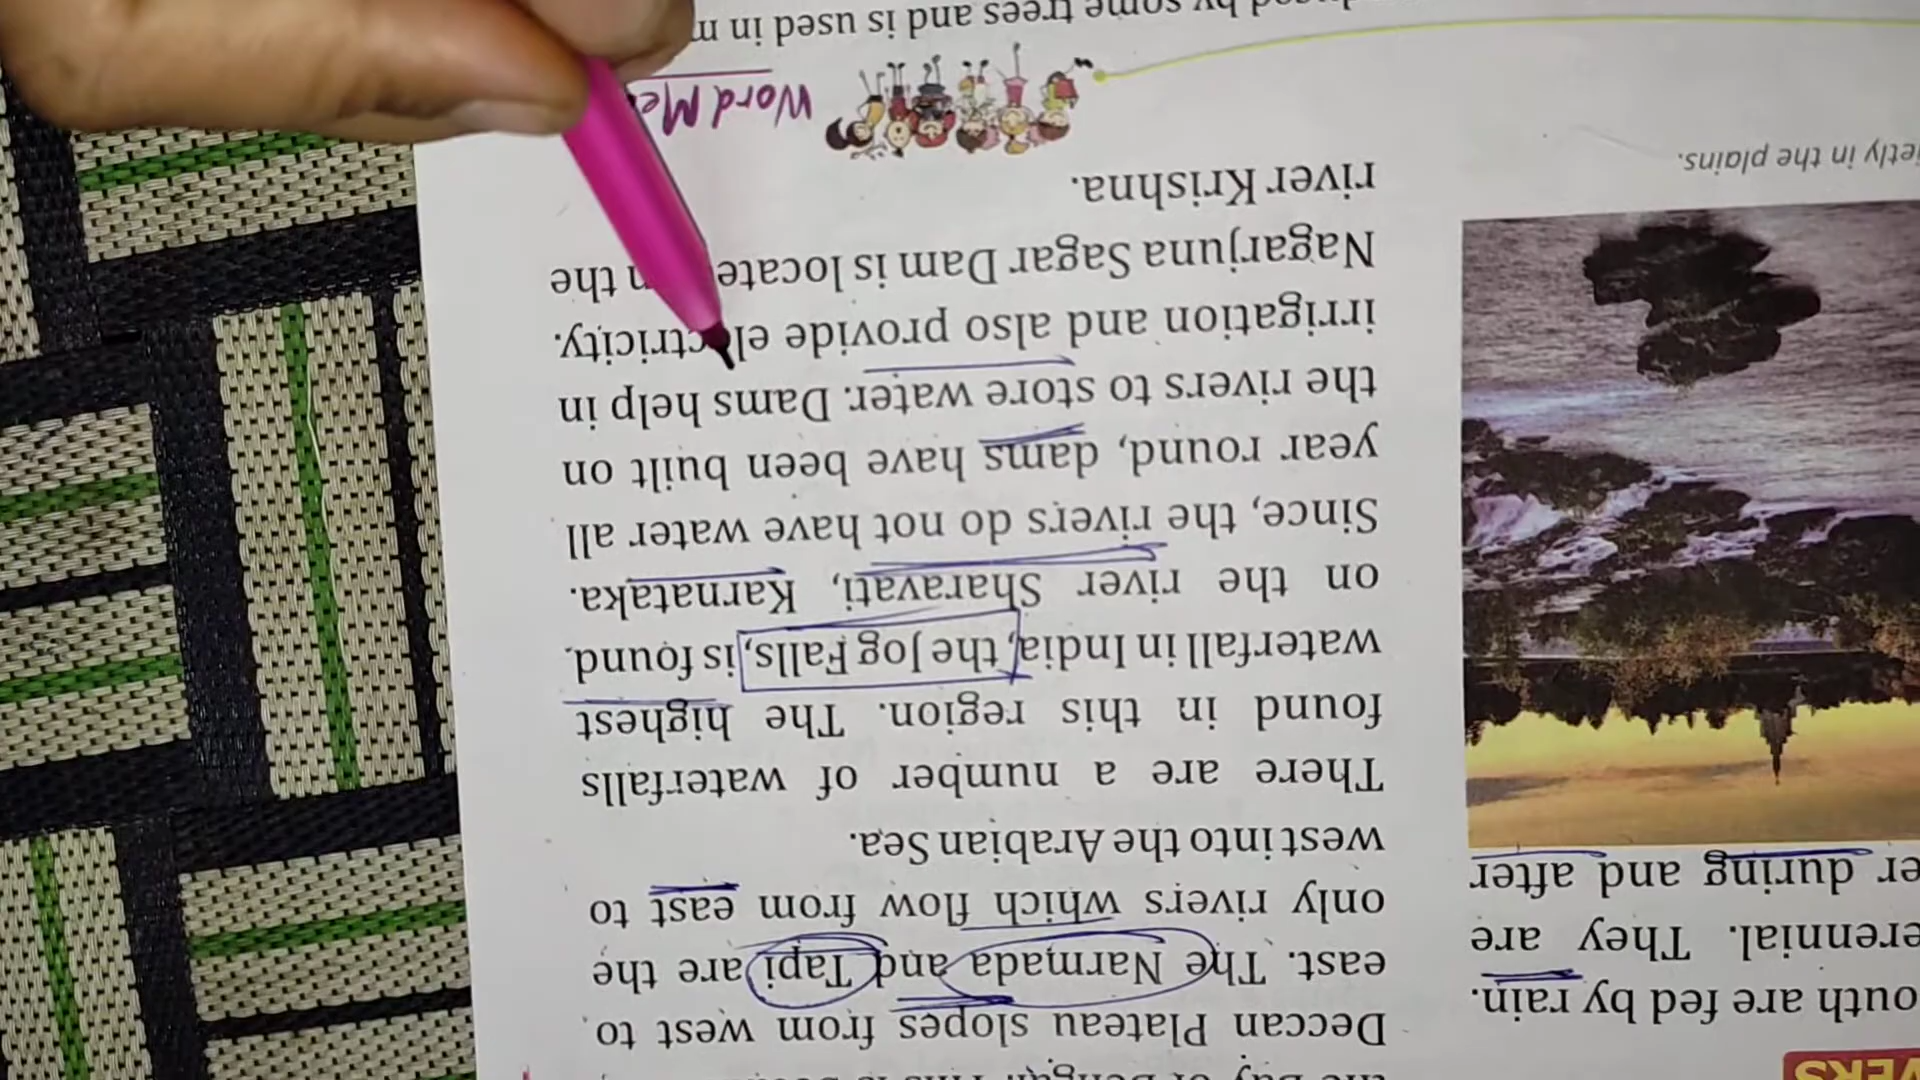 VERS
outh are fed by rain.
erennial. They are
er during and after
ietly in the plains.
Deccan Plateau slopes from west to
east. The Narmada and Tapi are the
only rivers which flow from east to
west into the Arabian Sea.
There are a number of waterfalls
found in this region. The highest
waterfall in India, the Jog Falls, is found
on the river Sharavati, Karnataka.
Since, the rivers do not have water all
year round, dams have been built on
the rivers to store water. Dams help in
irrigation and also provide electricity.
Nagarjuna Sagar Dam is locate the
river Krishna.
Word Me
by some trees and is used in m